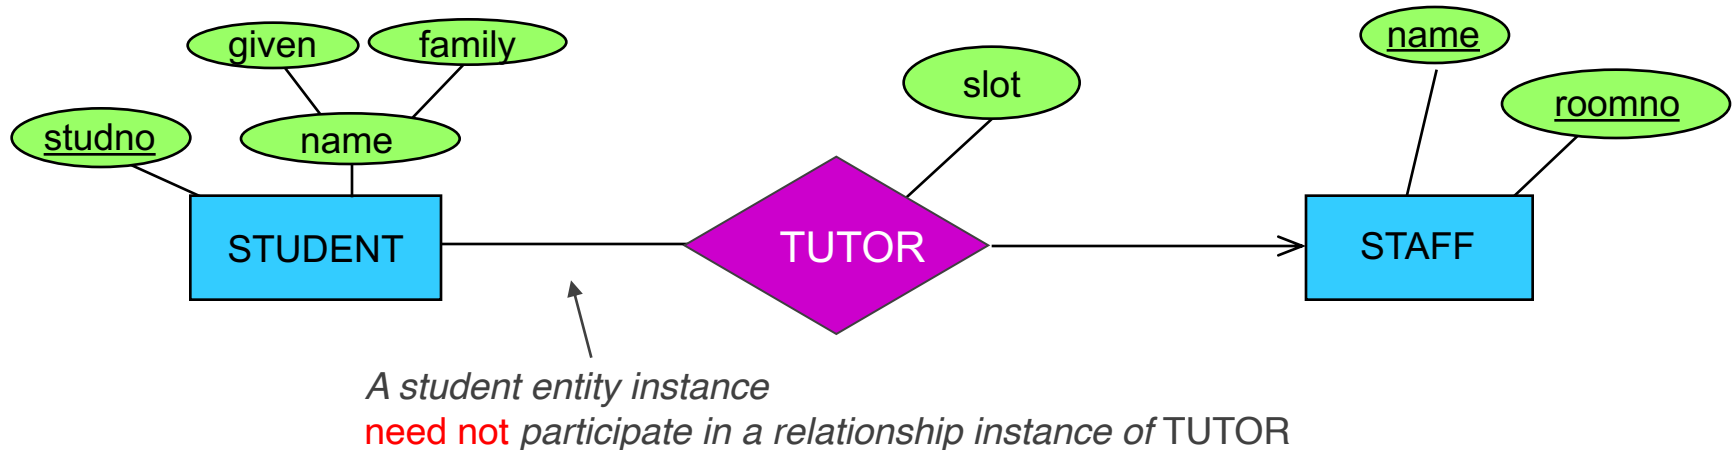 given
family
name
slot
studno
name
roomno
STUDENT
TUTOR
STAFF
A student entity instance
need not participate in a relationship instance of TUTOR